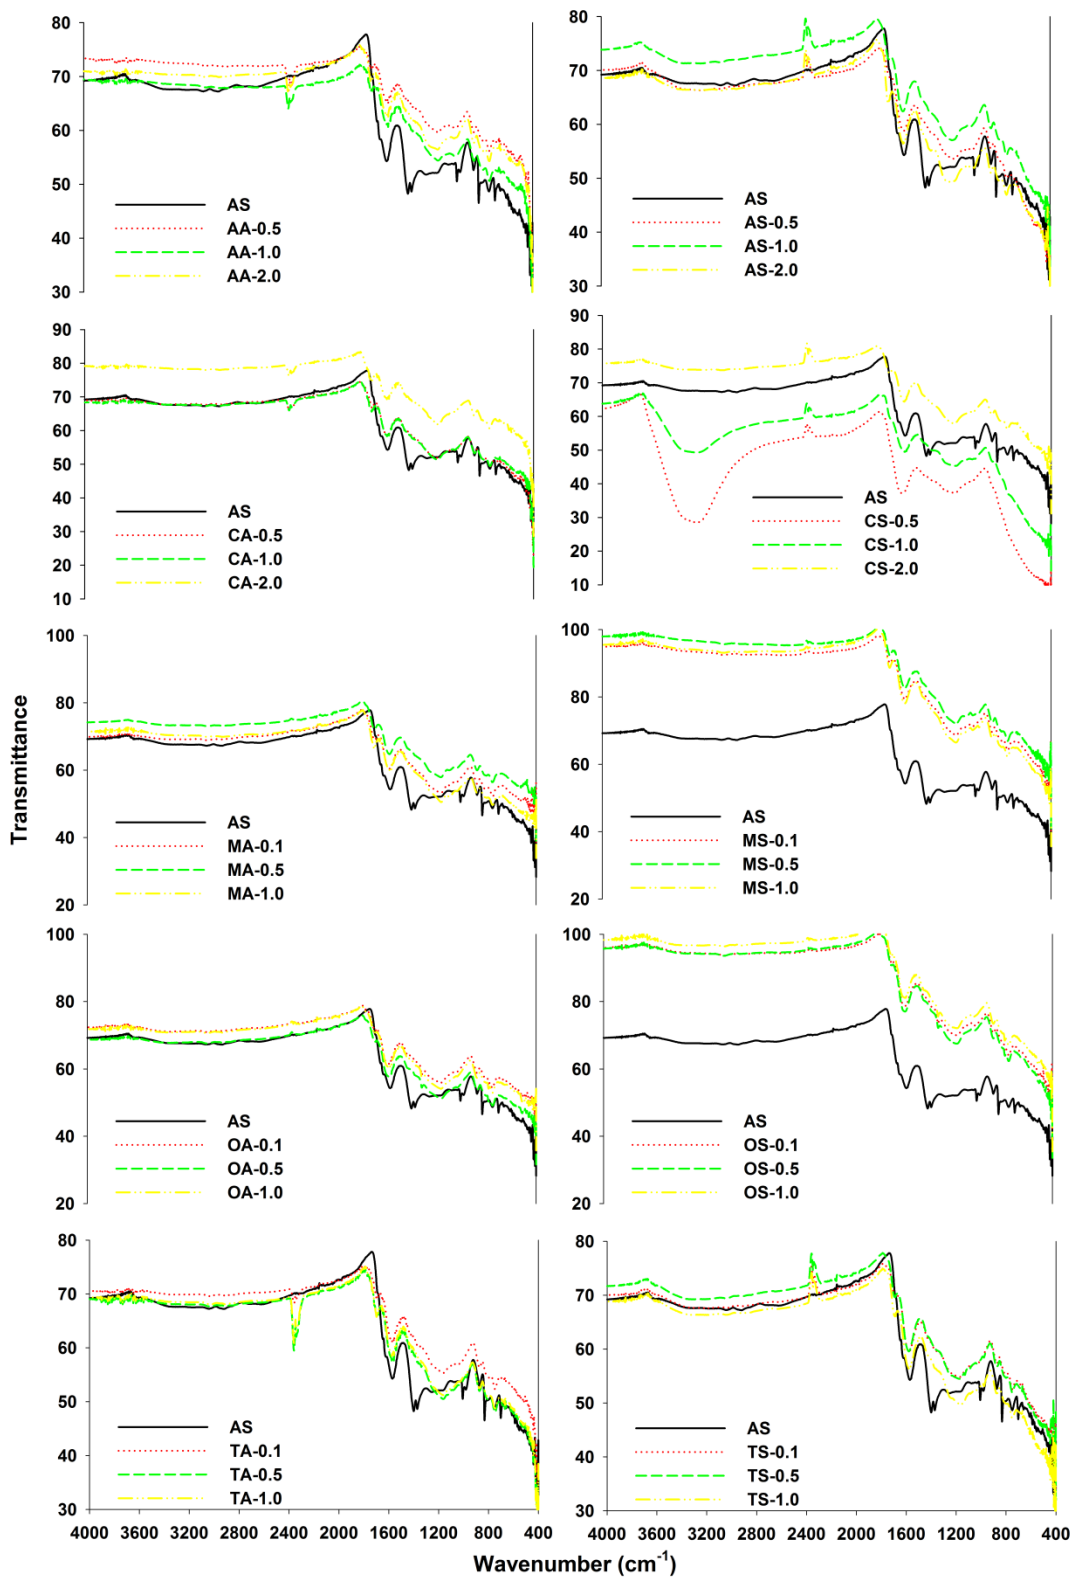 80
70
60
50
40
30
AS
AA-0.5
AA-1.0
AA-2.0
80
70
60
50
40
30
AS
AS-0.5
AS-1.0
AS-2.0
90
80
70
60
50
40
30
20
10
AS
CA-0.5
CA-1.0
CA-2.0
90
80
70
60
50
40
30
20
10
AS
CS-0.5
CS-1.0
CS-2.0
Transmittance
100
80
60
40
20
AS
MA-0.1
MA-0.5
MA-1.0
100
80
60
40
20
AS
MS-0.1
MS-0.5
MS-1.0
100
80
60
40
20
AS
OA-0.1
OA-0.5
OA-1.0
100
80
60
40
20
AS
OS-0.1
OS-0.5
OS-1.0
80
70
60
50
40
30
AS
TA-0.1
TA-0.5
TA-1.0
4000 3600 3200 2800 2400 2000 1600 1200 800 400
80
70
60
50
40
30
AS
TS-0.1
TS-0.5
TS-1.0
4000 3600 3200 2800 2400 2000 1600 1200 800 400
Wavenumber (cm⁻¹)